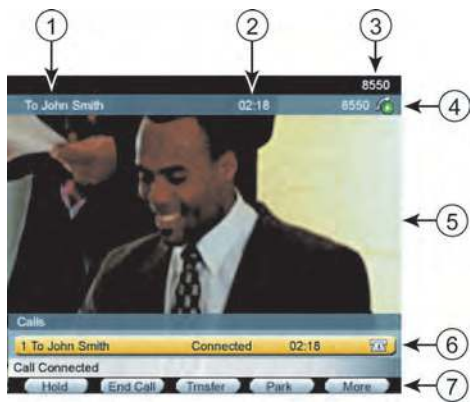 1 2 3
8550
To John Smith 02:18 8550
4
5
Calls
1 To John Smith Connected 02:18
6
Call Connected
Hold End Call Trnsfer Park More
7